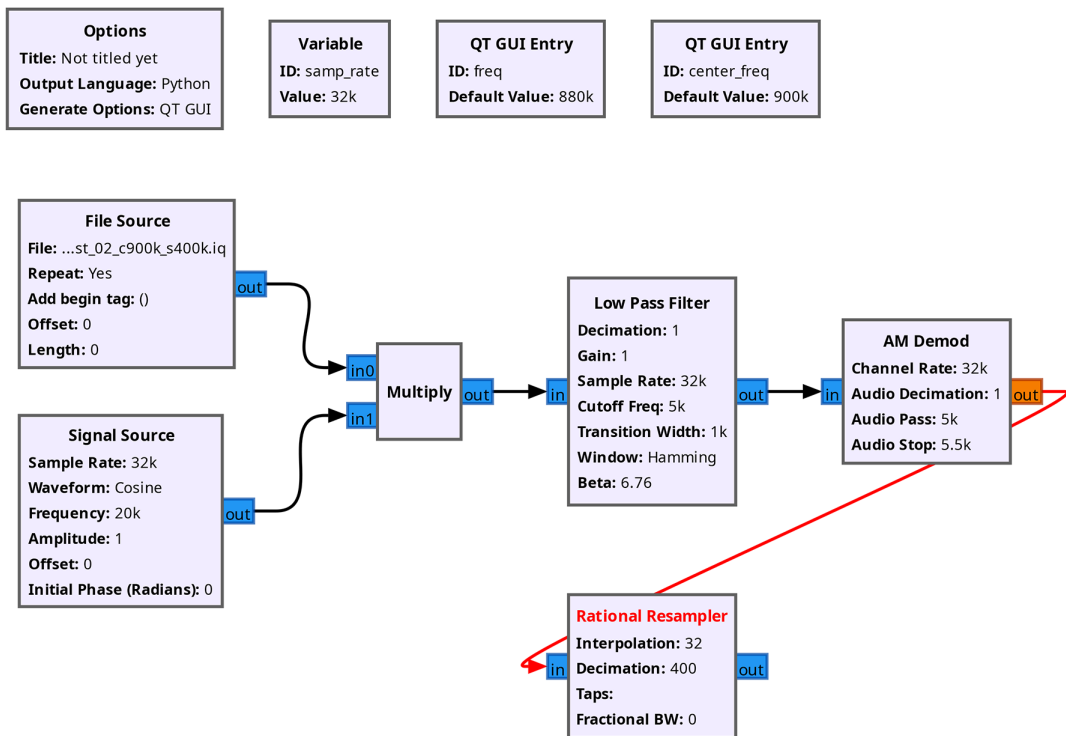 Options
Title: Not titled yet
Output Language: Python
Generate Options: QT GUI
Variable
ID: samp_rate
Value: 32k
QT GUI Entry
ID: freq
Default Value: 880k
QT GUI Entry
ID: center_freq
Default Value: 900k
File Source
File: ...st_02_c900k_s400k.iq
Repeat: Yes
Add begin tag: ()
Offset: 0
Length: 0
out
Signal Source
Sample Rate: 32k
Waveform: Cosine
Frequency: 20k
Amplitude: 1
Offset: 0
Initial Phase (Radians): 0
out
in0
in1
Multiply
out
in
Low Pass Filter
Decimation: 1
Gain: 1
Sample Rate: 32k
Cutoff Freq: 5k
Transition Width: 1k
Window: Hamming
Beta: 6.76
out
in
AM Demod
Channel Rate: 32k
Audio Decimation: 1
Audio Pass: 5k
Audio Stop: 5.5k
out
in
Rational Resampler
Interpolation: 32
Decimation: 400
Taps:
Fractional BW: 0
out